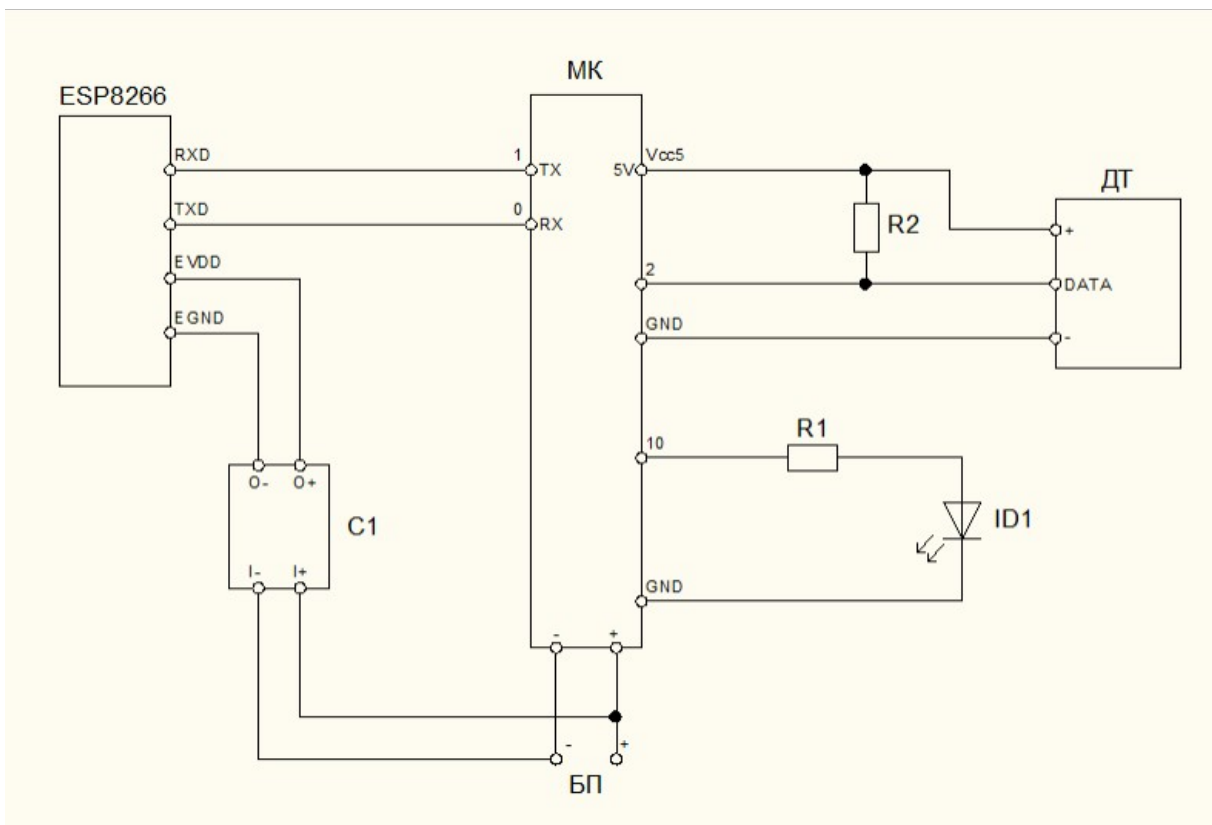 МК
ESP8266
RXD
1
TX
5V
Vcc5
ДТ
TXD
0
RX
R2
+
EVDD
2
DATA
EGND
GND
-
R1
10
O-
O+
C1
ID1
I-
I+
GND
-
+
-
+
БП